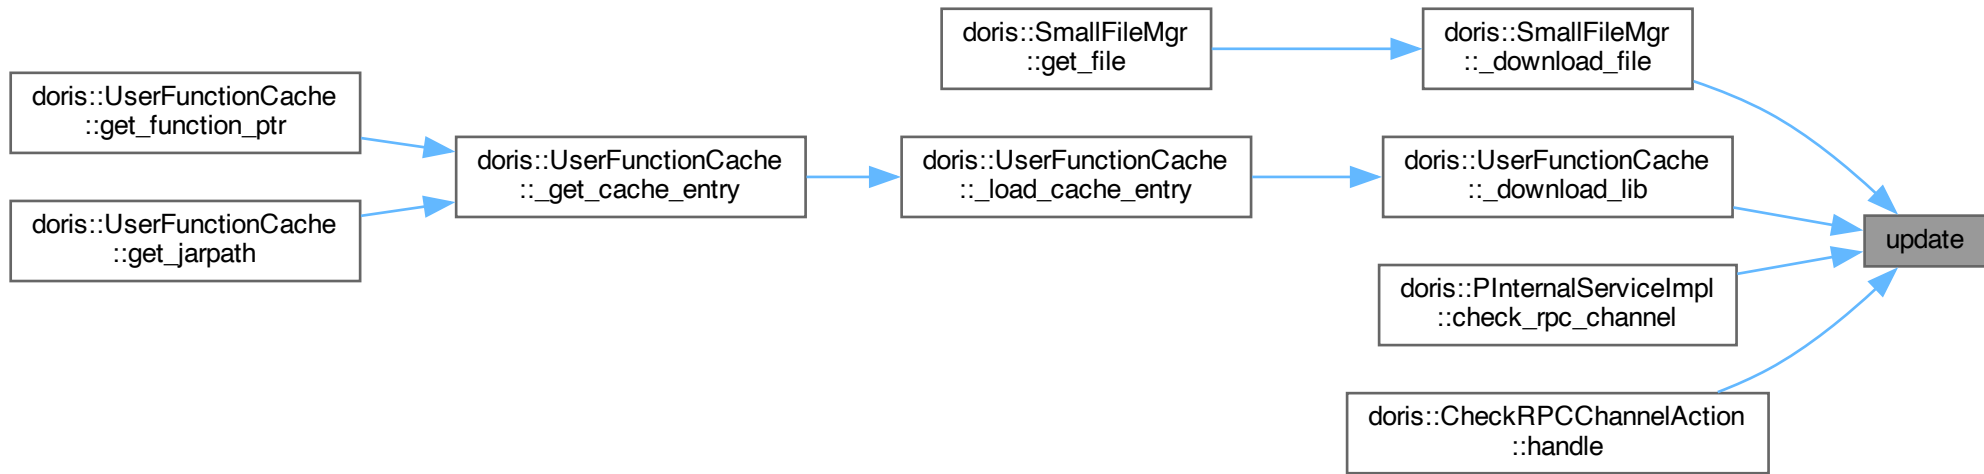 doris::SmallFileMgr
::get_file
doris::SmallFileMgr
::_download_file
doris::UserFunctionCache
::get_function_ptr
doris::UserFunctionCache
::_get_cache_entry
doris::UserFunctionCache
::_load_cache_entry
doris::UserFunctionCache
::_download_lib
doris::UserFunctionCache
::get_jarpath
update
doris::PInternalServiceImpl
::check_rpc_channel
doris::CheckRPCChannelAction
::handle